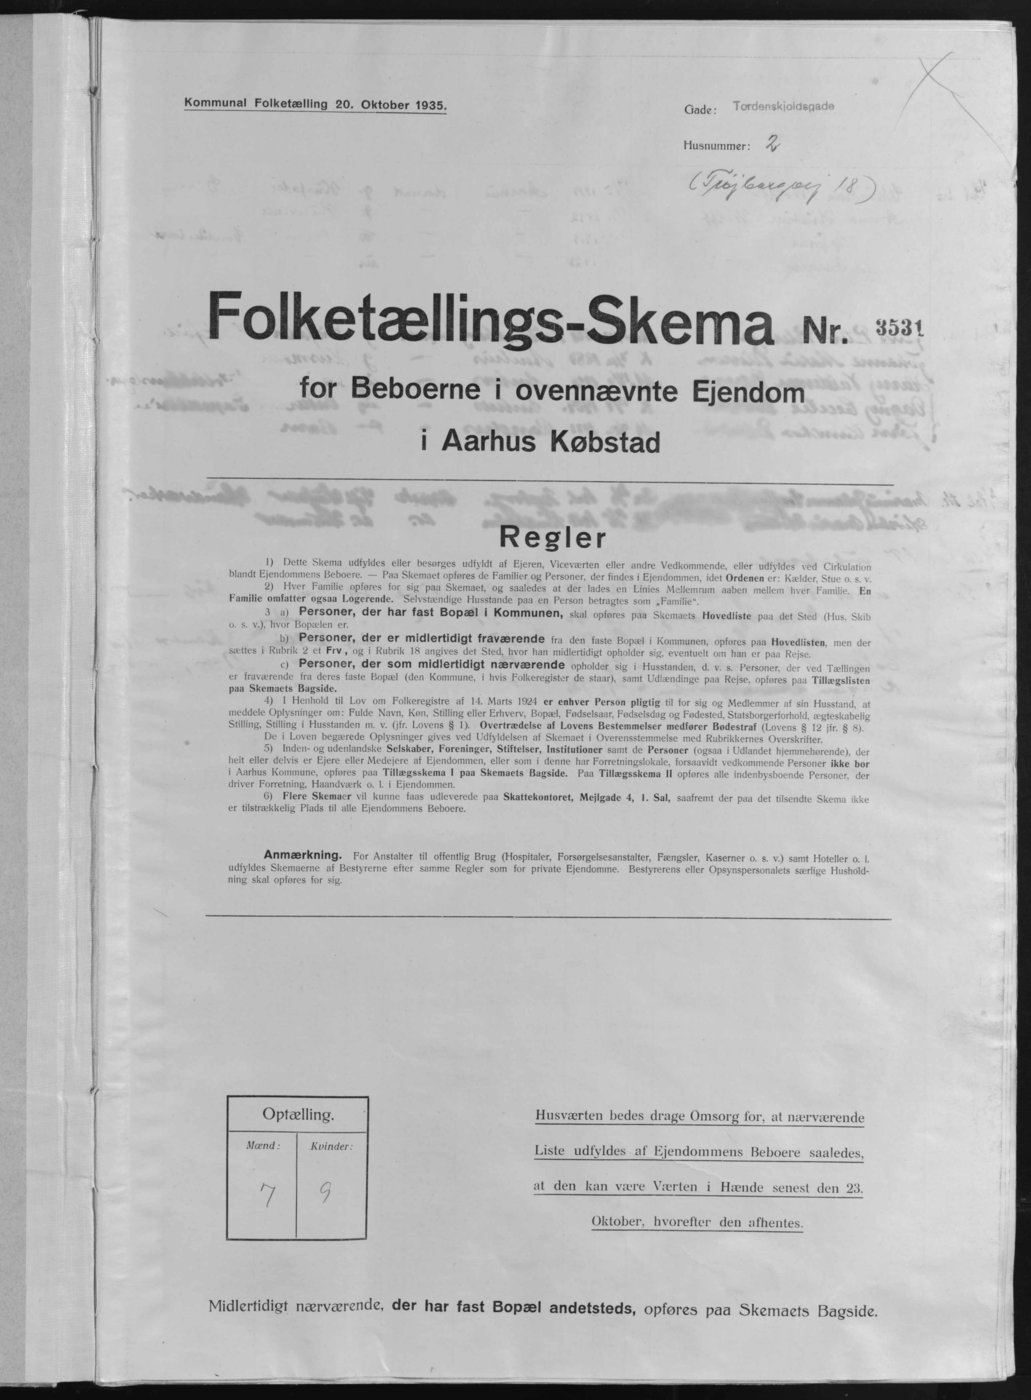 Kommunal Folketælling 20. Oktober 1935.
Gade: Tordenskjoldsgade
Husnummer: 2
(Trøjborgvej 18)
Folketællings-Skema Nr. 3531
for Beboerne i ovennævnte Ejendom
i Aarhus Købstad
Regler
1) Dette Skema udfyldes eller besørges udfyldt af Ejeren, Viceværten eller andre Vedkommende, eller udfyldes ved Cirkulation
blandt Ejendommens Beboere. — Paa Skemaet opføres de Familier og Personer, der findes i Ejendommen, idet Ordenen er: Kælder, Stue o. s. v.
2) Hver Familie opføres for sig paa Skemaet, og saaledes at der lades en Linies Mellemrum aaben mellem hver Familie. En
Familie omfatter ogsaa Logerende. Selvstændige Husstande paa en Person betragtes som „Familie".
3 a) Personer, der har fast Bopæl i Kommunen, skal opføres paa Skemaets Hovedliste paa det Sted (Hus, Skib
o. s. v.), hvor Bopælen er.
b) Personer, der er midlertidigt fraværende fra den faste Bopæl i Kommunen, opføres paa Hovedlisten, men der
sættes i Rubrik 2 et Frv., og i Rubrik 18 angives det Sted, hvor han midlertidigt opholder sig, eventuelt om han er paa Rejse.
c) Personer, der som midlertidigt nærværende opholder sig i Husstanden, d. v. s. Personer, der ved Tællingen
er fraværende fra deres faste Bopæl (den Kommune, i hvis Folkeregister de staar), samt Udlændinge paa Rejse, opføres paa Tillægslisten
paa Skemaets Bagside.
4) I Henhold til Lov om Folkeregistre af 14. Marts 1924 er enhver Person pligtig til for sig og Medlemmer af sin Husstand, at
meddele Oplysninger om: Fulde Navn, Køn, Stilling eller Erhverv, Bopæl, Fødselsaar, Fødselsdag og Fødested, Statsborgerforhold, ægteskabelig
Stilling, Stilling i Husstanden m. v. (jfr. Lovens § 1). Overtrædelse af Lovens Bestemmelser medfører Bødestraf (Lovens § 12 jfr. § 8).
De i Loven begærede Oplysninger gives ved Udfyldelsen af Skemaet i Overensstemmelse med Rubrikkernes Overskrifter.
5) Inden- og udenlandske Selskaber, Foreninger, Stiftelser, Institutioner samt de Personer (ogsaa i Udlandet hjemmehørende), der
helt eller delvis er Ejere eller Medejere af Ejendommen, eller som i denne har Forretningslokale, forsaavidt vedkommende Personer ikke bor
i Aarhus Kommune, opføres paa Tillægsskema I paa Skemaets Bagside. Paa Tillægsskema II opføres alle indenbysboende Personer, der
driver Forretning, Haandværk o. l. i Ejendommen.
6) Flere Skemaer vil kunne faas udleverede paa Skattekontoret, Mejlgade 4, 1. Sal, saafremt der paa det tilsendte Skema ikke
er tilstrækkelig Plads til alle Ejendommens Beboere.
Anmærkning. For Anstalter til offentlig Brug (Hospitaler, Forsørgelsesanstalter, Fængsler, Kaserner o. s. v.) samt Hoteller o. l.
udfyldes Skemaerne af Bestyrerne efter samme Regler som for private Ejendomme. Bestyrerens eller Opsynspersonalets særlige Hushold-
ning skal opføres for sig.
Optælling.
Mænd: Kvinder:
7 9
Husværten bedes drage Omsorg for, at nærværende
Liste udfyldes af Ejendommens Beboere saaledes,
at den kan være Værten i Hænde senest den 23.
Oktober, hvorefter den afhentes.
Midlertidigt nærværende, der har fast Bopæl andetsteds, opføres paa Skemaets Bagside.